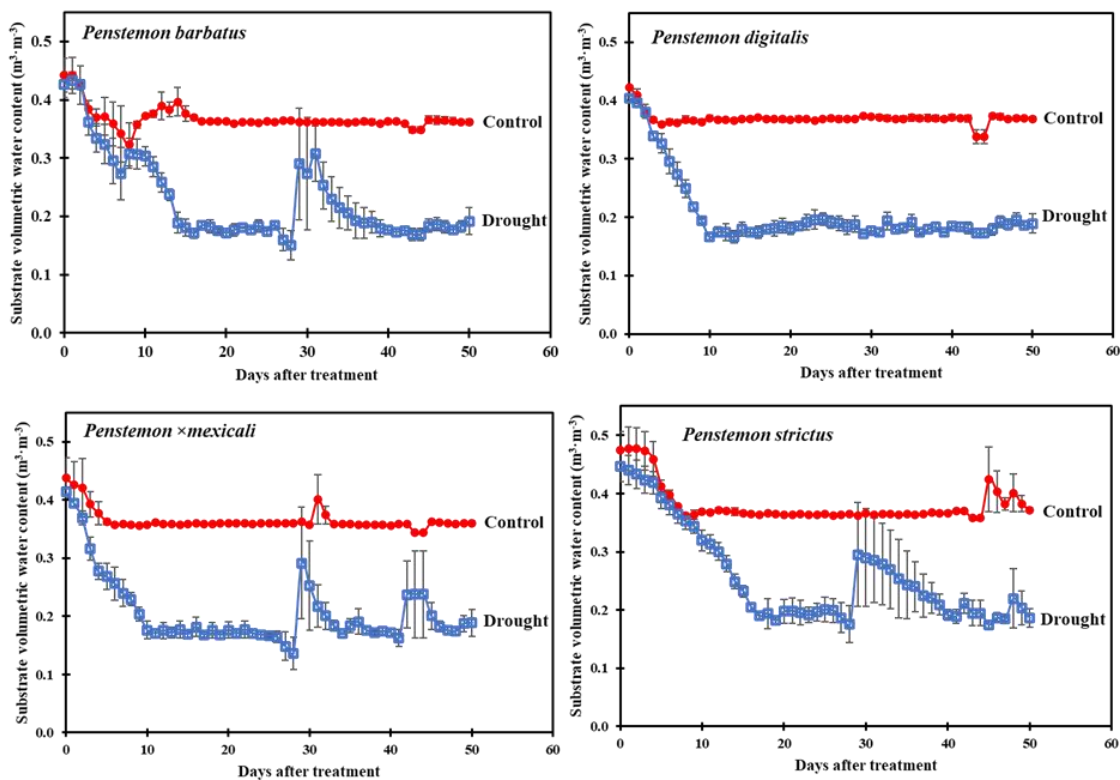 Penstemon barbatus
Substrate volumetric water content (m³·m⁻³)
0.5
0.4
0.3
0.2
0.1
0.0
Control
Drought
0 10 20 30 40 50 60
Days after treatment
Penstemon digitalis
Substrate volumetric water content (m³·m⁻³)
0.5
0.4
0.3
0.2
0.1
0.0
Control
Drought
0 10 20 30 40 50 60
Days after treatment
Penstemon ×mexicali
Substrate volumetric water content (m³·m⁻³)
0.5
0.4
0.3
0.2
0.1
0.0
Control
Drought
0 10 20 30 40 50 60
Days after treatment
Penstemon strictus
Substrate volumetric water content (m³·m⁻³)
0.5
0.4
0.3
0.2
0.1
0.0
Control
Drought
0 10 20 30 40 50 60
Days after treatment